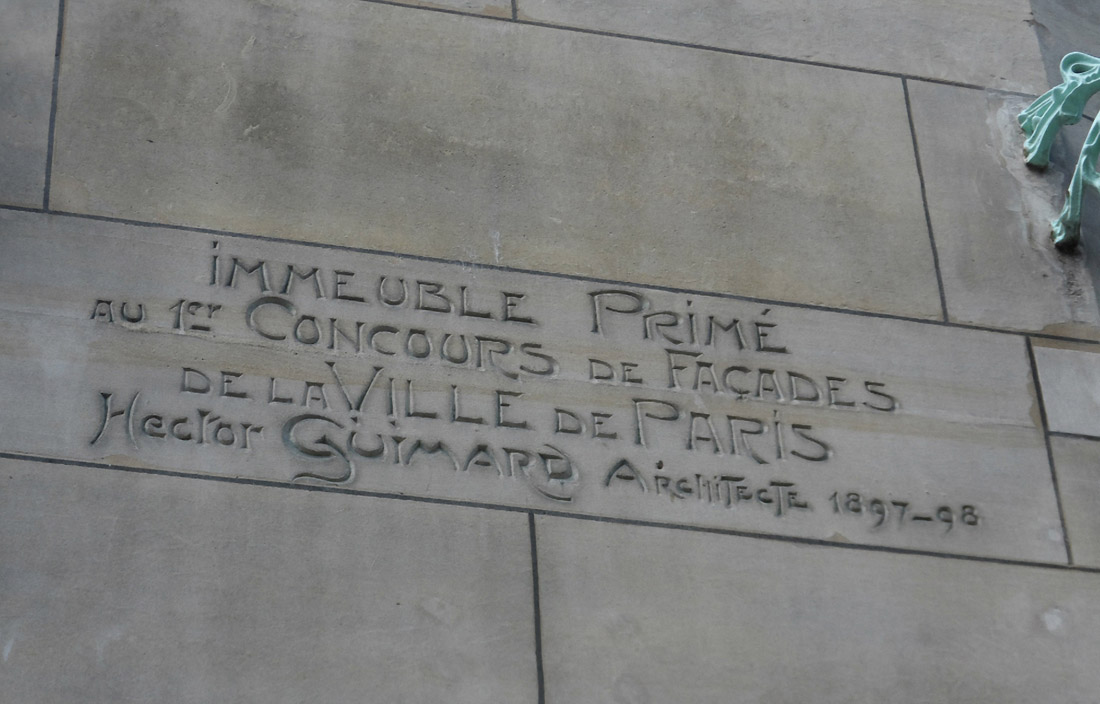 IMMEUBLE PRIMÉ
AU 1er CONCOURS DE FAÇADES
DE LA VILLE DE PARIS
Hector GUIMARD ARCHITECTE 1897-98